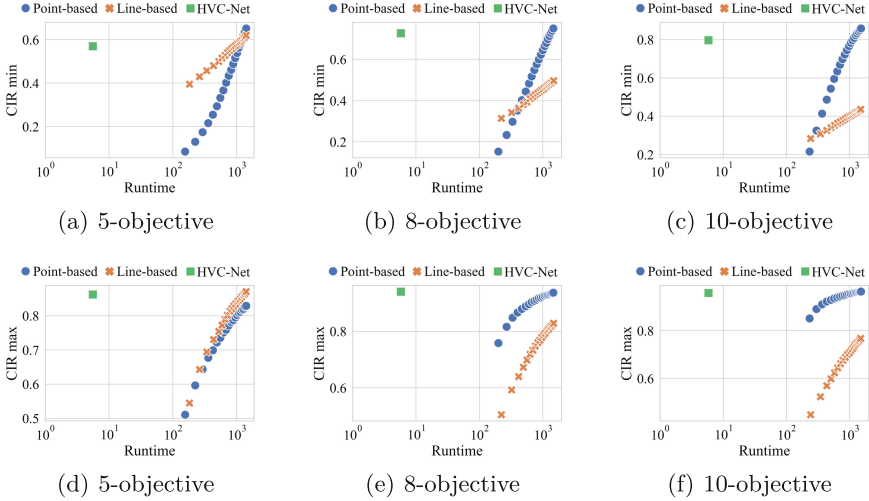 Point-based Line-based HVC-Net
Point-based Line-based HVC-Net
Point-based Line-based HVC-Net
CIR min
0.6
0.4
0.2
10^0 10^1 10^2 10^3
Runtime
CIR min
0.6
0.4
0.2
10^0 10^1 10^2 10^3
Runtime
CIR min
0.8
0.6
0.4
0.2
10^0 10^1 10^2 10^3
Runtime
(a) 5-objective
(b) 8-objective
(c) 10-objective
Point-based Line-based HVC-Net
Point-based Line-based HVC-Net
Point-based Line-based HVC-Net
CIR max
0.8
0.7
0.6
0.5
10^0 10^1 10^2 10^3
Runtime
CIR max
0.8
0.6
10^0 10^1 10^2 10^3
Runtime
CIR max
0.8
0.6
10^0 10^1 10^2 10^3
Runtime
(d) 5-objective
(e) 8-objective
(f) 10-objective